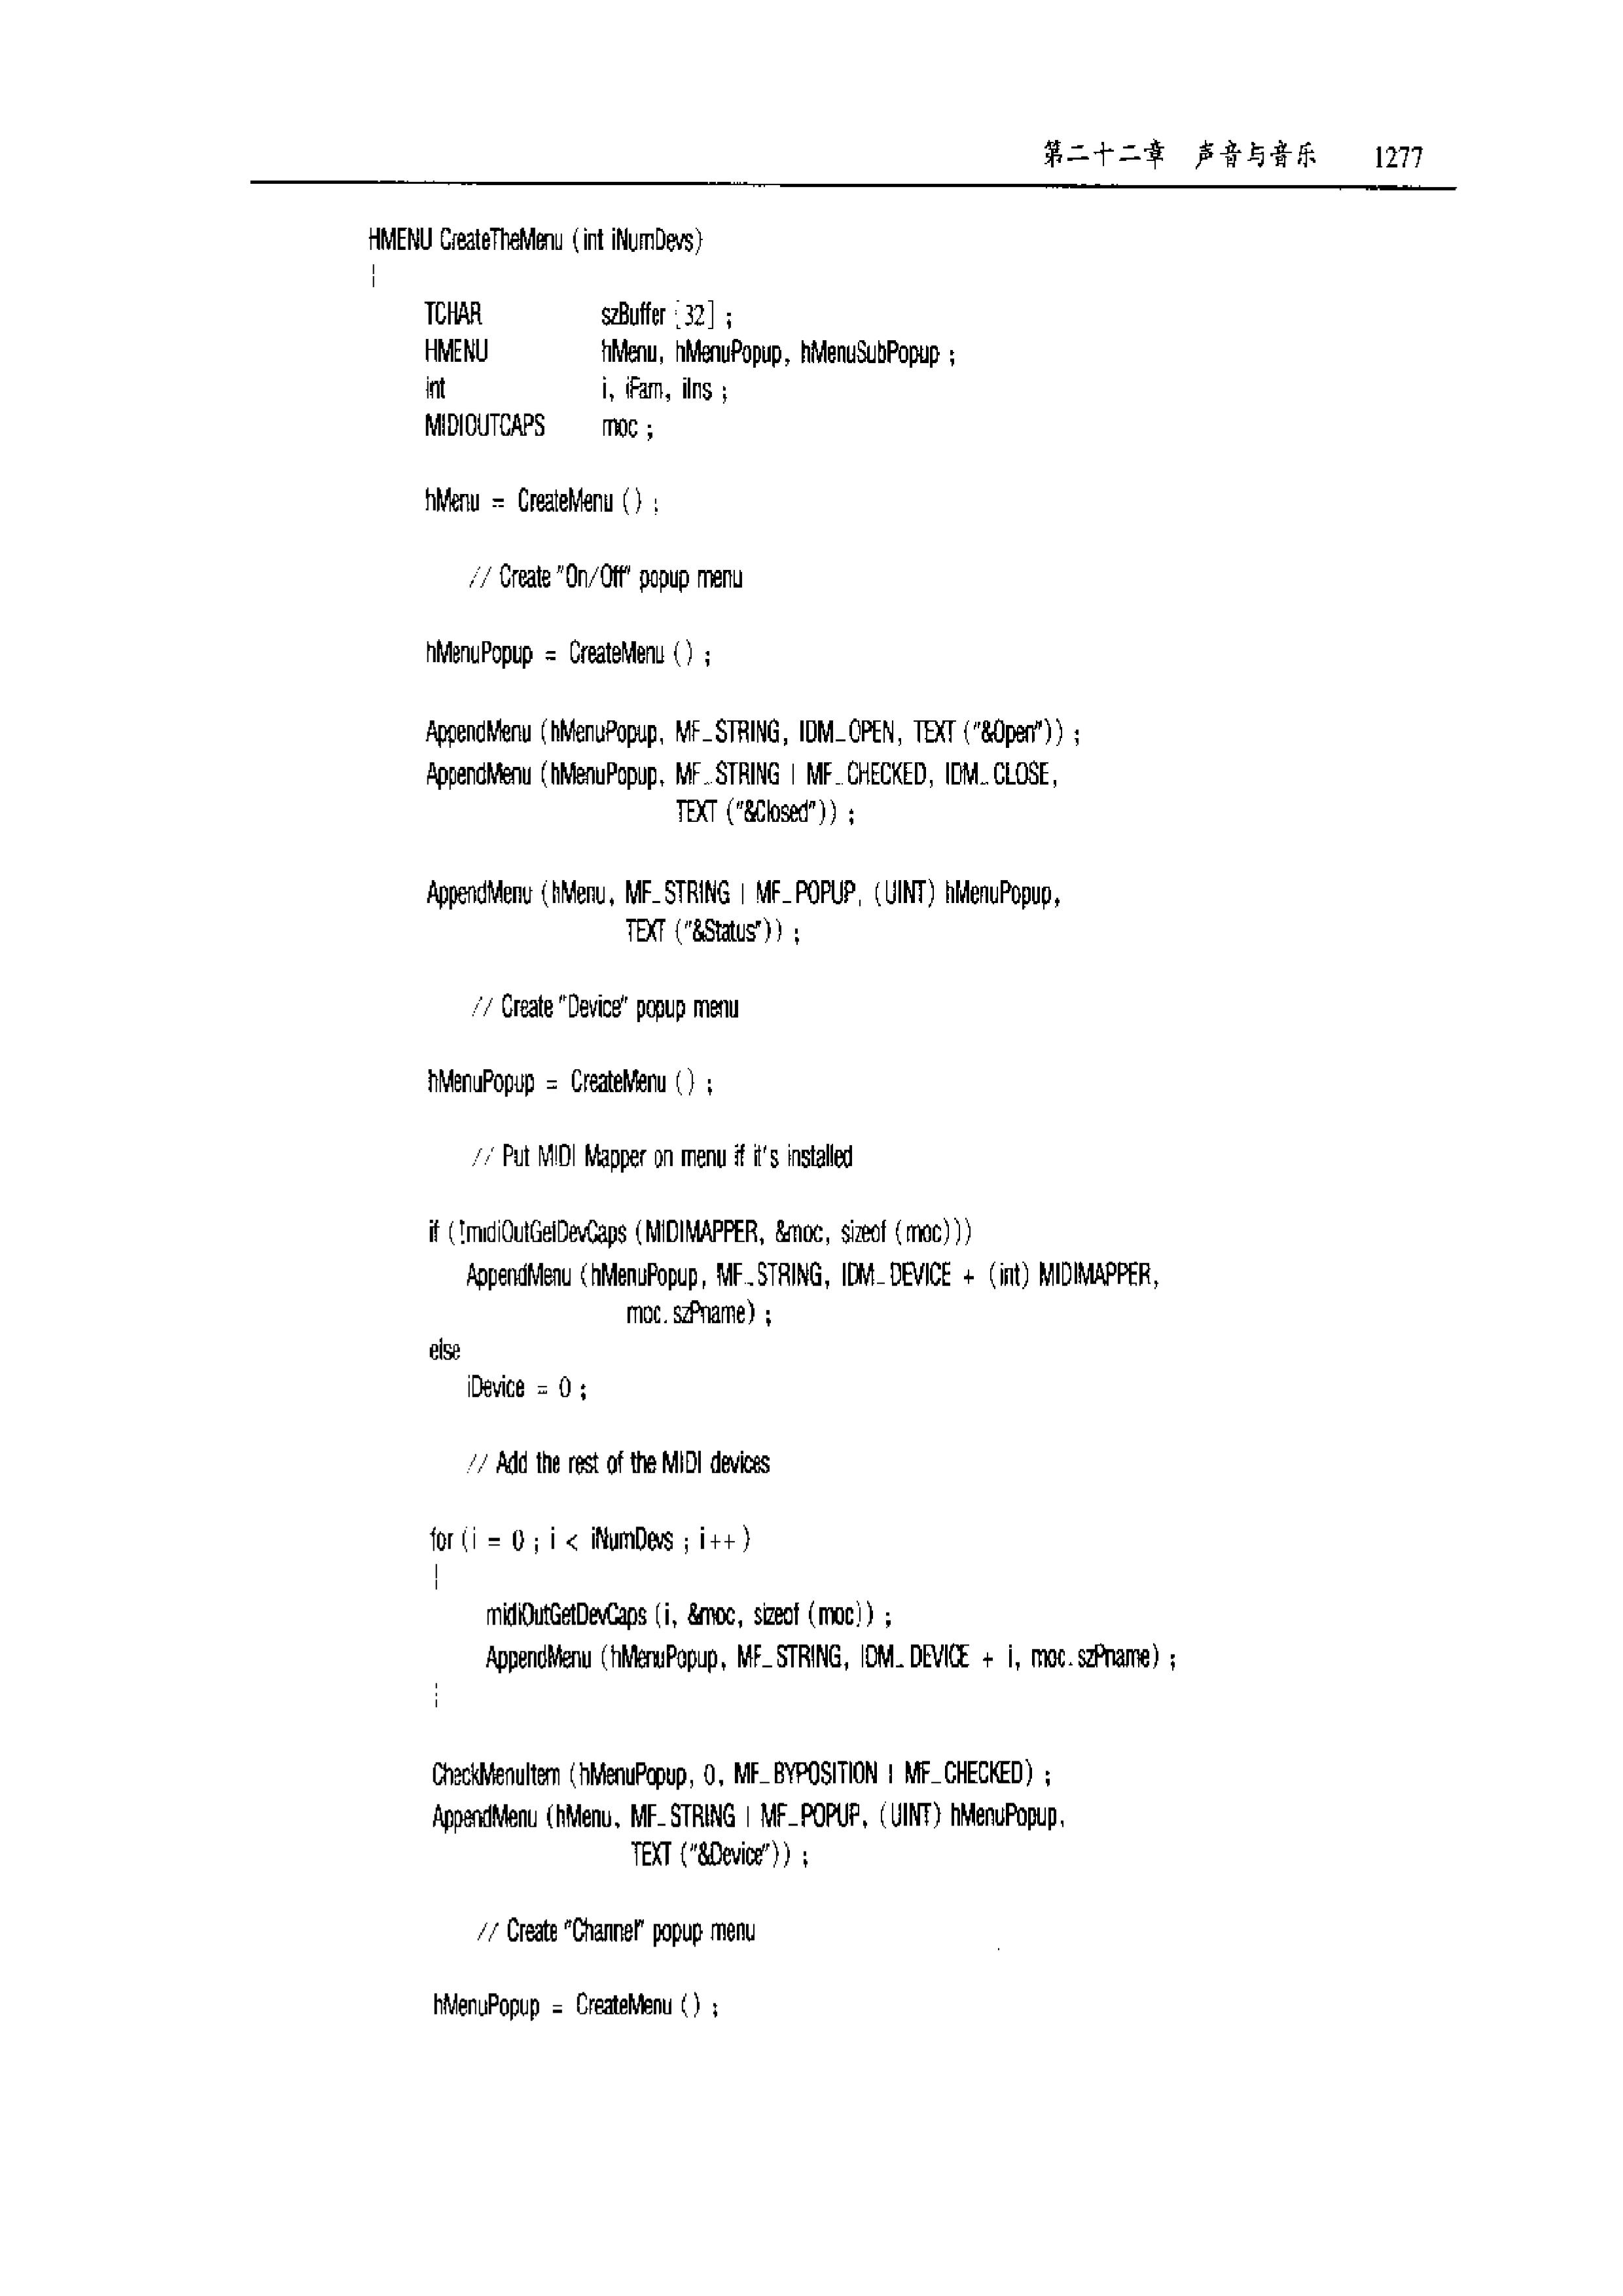 第二十二章 声音与音乐 1277
HMENU CreateTheMenu (int iNumDevs)
{
TCHAR szBuffer [32] ;
HMENU hMenu, hMenuPopup, hMenuSubPopup ;
int i, iFam, iIns ;
MIDIOUTCAPS moc ;
hMenu = CreateMenu () ;
// Create "On/Off" popup menu
hMenuPopup = CreateMenu () ;
AppendMenu (hMenuPopup, MF_STRING, IDM_OPEN, TEXT ("&Open")) ;
AppendMenu (hMenuPopup, MF_STRING | MF_CHECKED, IDM_CLOSE,
TEXT ("&Closed")) ;
AppendMenu (hMenu, MF_STRING | MF_POPUP, (UINT) hMenuPopup,
TEXT ("&Status")) ;
// Create "Device" popup menu
hMenuPopup = CreateMenu () ;
// Put MIDI Mapper on menu if it's installed
if (!midiOutGetDevCaps (MIDIMAPPER, &moc, sizeof (moc)))
AppendMenu (hMenuPopup, MF_STRING, IDM_DEVICE + (int) MIDIMAPPER,
moc.szPname) ;
else
iDevice = 0 ;
// Add the rest of the MIDI devices
for (i = 0 ; i < iNumDevs ; i++)
{
midiOutGetDevCaps (i, &moc, sizeof (moc)) ;
AppendMenu (hMenuPopup, MF_STRING, IDM_DEVICE + i, moc.szPname) ;
}
CheckMenuItem (hMenuPopup, 0, MF_BYPOSITION | MF_CHECKED) ;
AppendMenu (hMenu, MF_STRING | MF_POPUP, (UINT) hMenuPopup,
TEXT ("&Device")) ;
// Create "Channel" popup menu
hMenuPopup = CreateMenu () ;